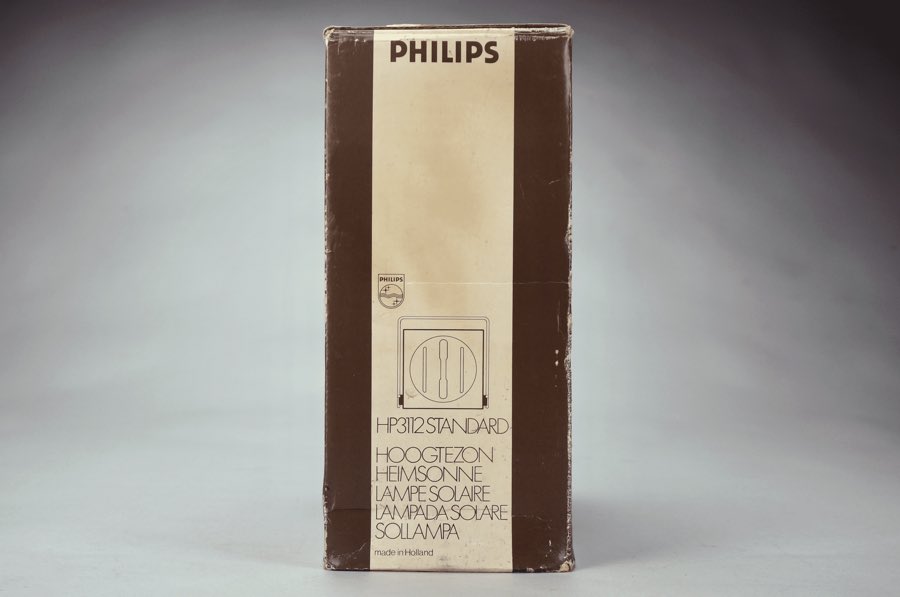 PHILIPS
PHILIPS
HP3112 STANDARD
HOOGTEZON
HEIMSONNE
LAMPE SOLAIRE
LAMPADA SOLARE
SOLLAMPA
made in Holland